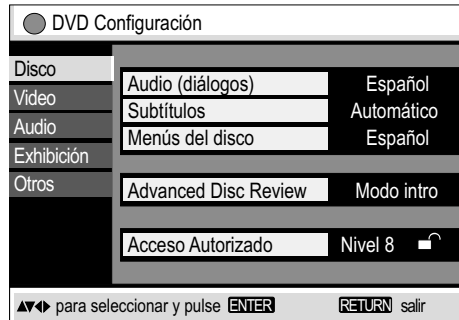 DVD Configuración
Disco
Video
Audio
Exhibición
Otros
Audio (diálogos) Español
Subtítulos Automático
Menús del disco Español
Advanced Disc Review Modo intro
Acceso Autorizado Nivel 8
para seleccionar y pulse ENTER RETURN salir